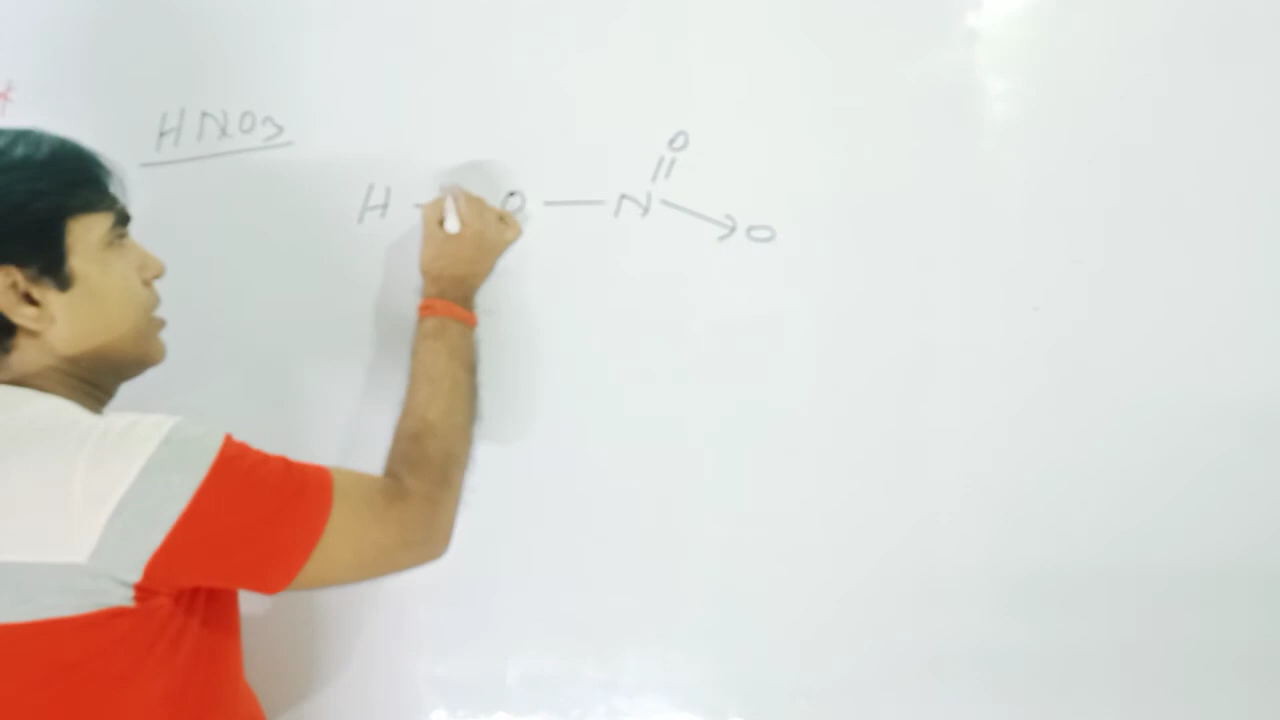 HNO3
O
H — O — N → O